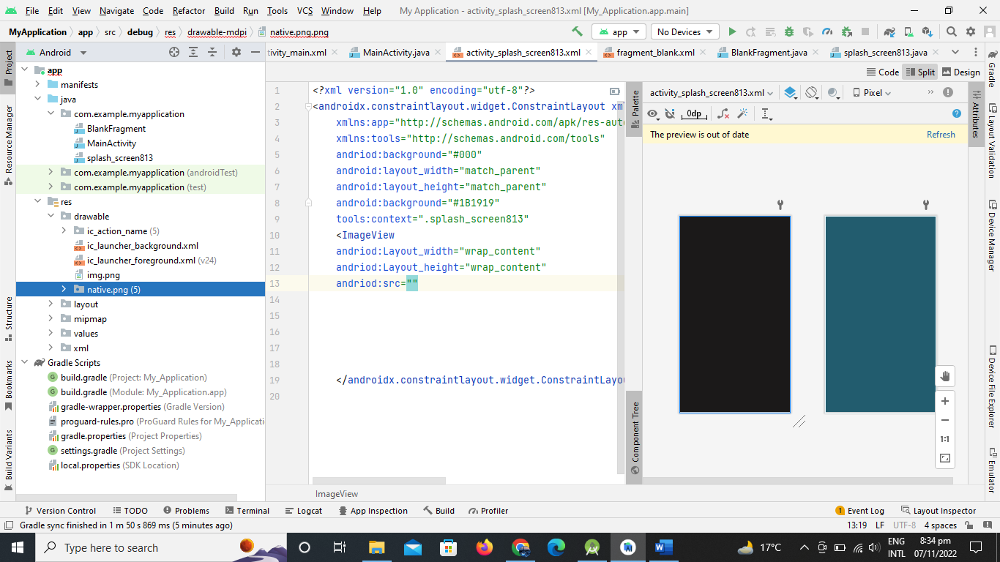 File Edit View Navigate Code Refactor Build Run Tools VCS Window Help My Application - activity_splash_screen813.xml [My_Application.app.main]
MyApplication app src debug res drawable-mdpi native.png.png app No Devices
Project
Resource Manager
Structure
Bookmarks
Build Variants
Android
app
manifests
java
com.example.myapplication
BlankFragment
MainActivity
splash_screen813
com.example.myapplication (androidTest)
com.example.myapplication (test)
res
drawable
ic_action_name (5)
ic_launcher_background.xml
ic_launcher_foreground.xml (v24)
img.png
native.png (5)
layout
mipmap
values
xml
Gradle Scripts
build.gradle (Project: My_Application)
build.gradle (Module: My_Application.app)
gradle-wrapper.properties (Gradle Version)
proguard-rules.pro (ProGuard Rules for My_Applicati
gradle.properties (Project Properties)
settings.gradle (Project Settings)
local.properties (SDK Location)
tivity_main.xml MainActivity.java activity_splash_screen813.xml fragment_blank.xml BlankFragment.java splash_screen813.java
Code Split Design
1 <?xml version="1.0" encoding="utf-8"?>
2 <androidx.constraintlayout.widget.ConstraintLayout xm
3 xmlns:app="http://schemas.android.com/apk/res-aut
4 xmlns:tools="http://schemas.android.com/tools"
5 andriod:background="#000"
6 android:layout_width="match_parent"
7 android:layout_height="match_parent"
8 android:background="#1B1919"
9 tools:context=".splash_screen813"
10 <ImageView
11 andriod:Layout_width="wrap_content"
12 andriod:Layout_height="wrap_content"
13 andriod:src=""
14
15
16
17
18
19 </androidx.constraintlayout.widget.ConstraintLayou
20
ImageView
Palette
Component Tree
activity_splash_screen813.xml Pixel
0dp
The preview is out of date Refresh
1:1
Attributes
Gradle
Layout Validation
Device Manager
Device File Explorer
Emulator
Version Control TODO Problems Terminal Logcat App Inspection Build Profiler 1 Event Log Layout Inspector
Gradle sync finished in 1 m 50 s 869 ms (5 minutes ago) 13:19 LF UTF-8 4 spaces
Type here to search 17°C ENG 8:34 pm
INTL 07/11/2022